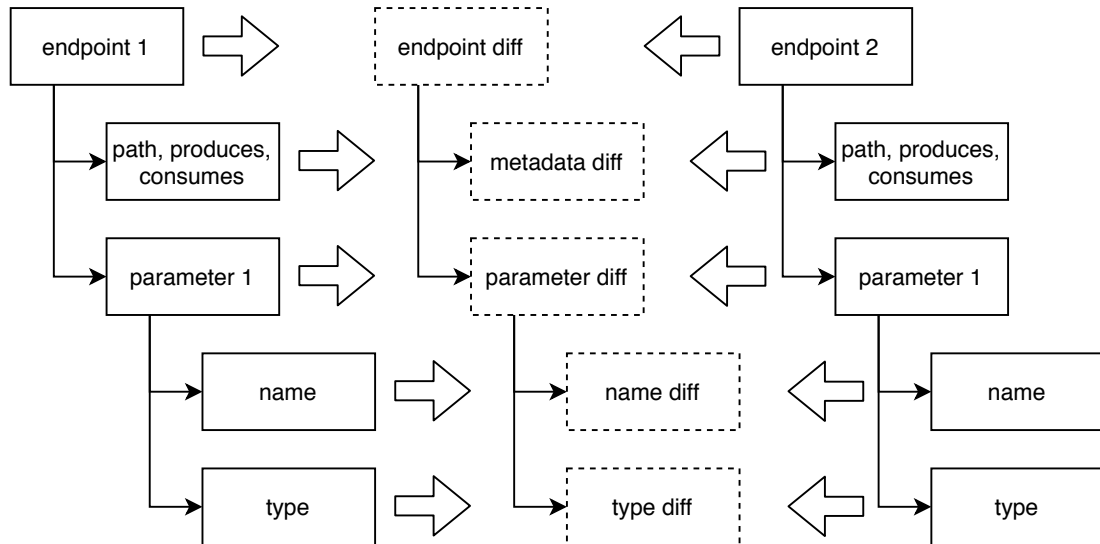 endpoint 1
endpoint diff
endpoint 2
path, produces,
consumes
metadata diff
path, produces,
consumes
parameter 1
parameter diff
parameter 1
name
name diff
name
type
type diff
type